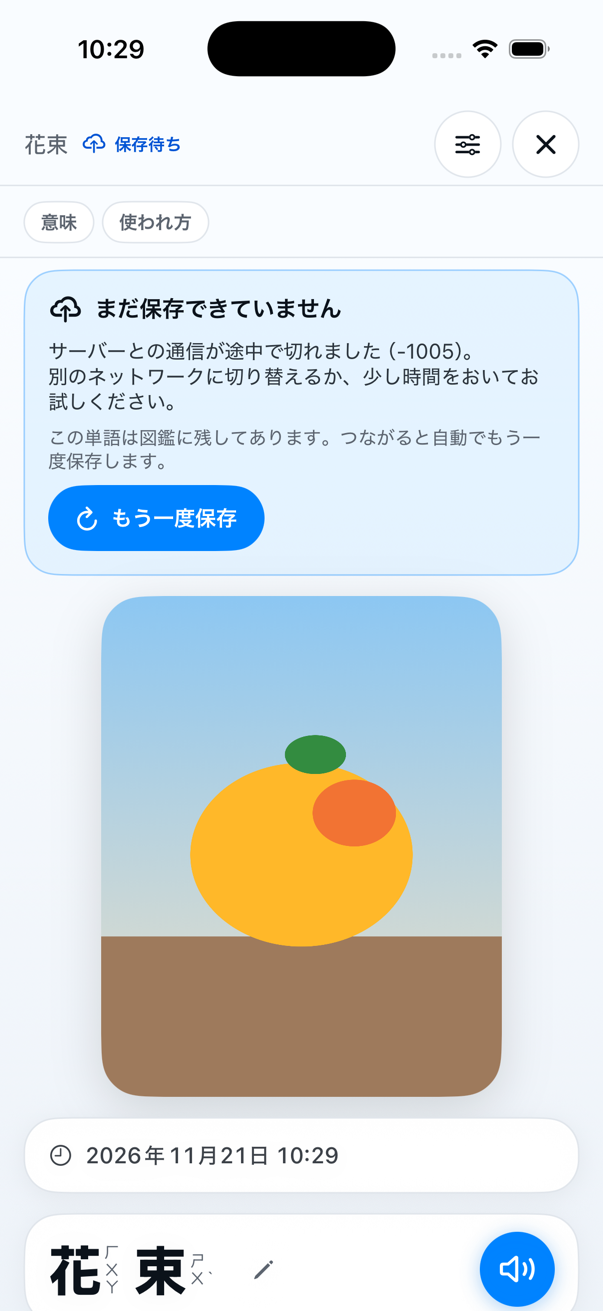 10:29
花束 保存待ち
意味 使われ方
まだ保存できていません
サーバーとの通信が途中で切れました (-1005)。
別のネットワークに切り替えるか、少し時間をおいてお
試しください。
この単語は図鑑に残してあります。つながると自動でもう一
度保存します。
もう一度保存
2026年11月21日 10:29
花ㄏㄨㄚ 束ㄕㄨˋ